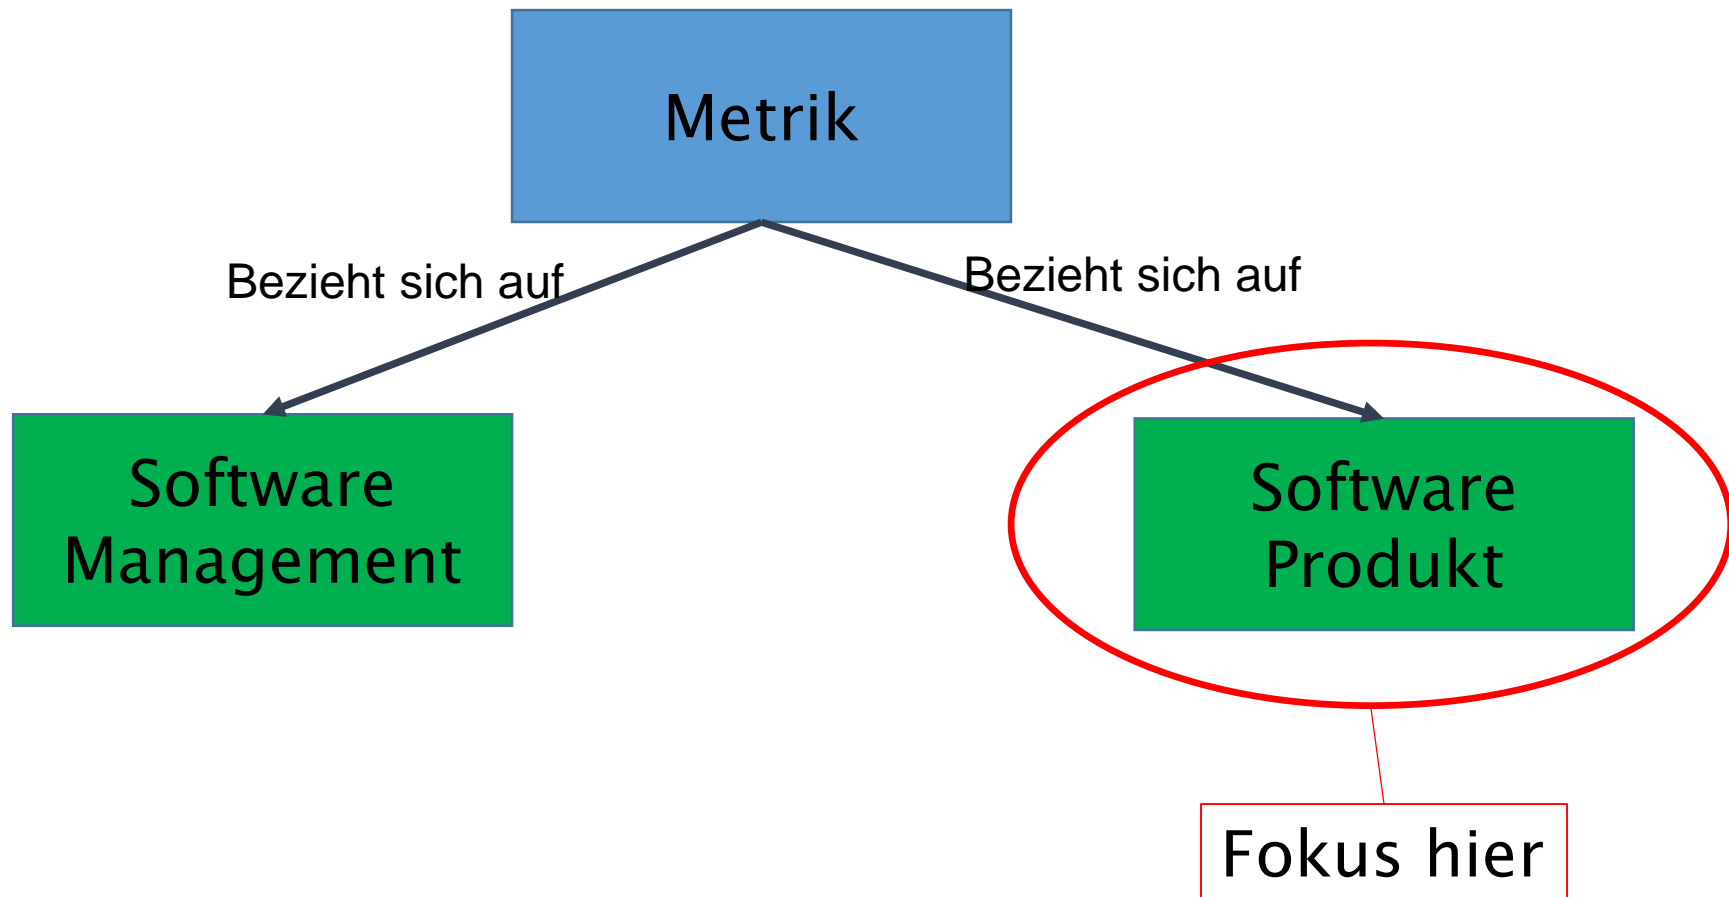 Metrik
Bezieht sich auf
Bezieht sich auf
Software
Management
Software
Produkt
Fokus hier